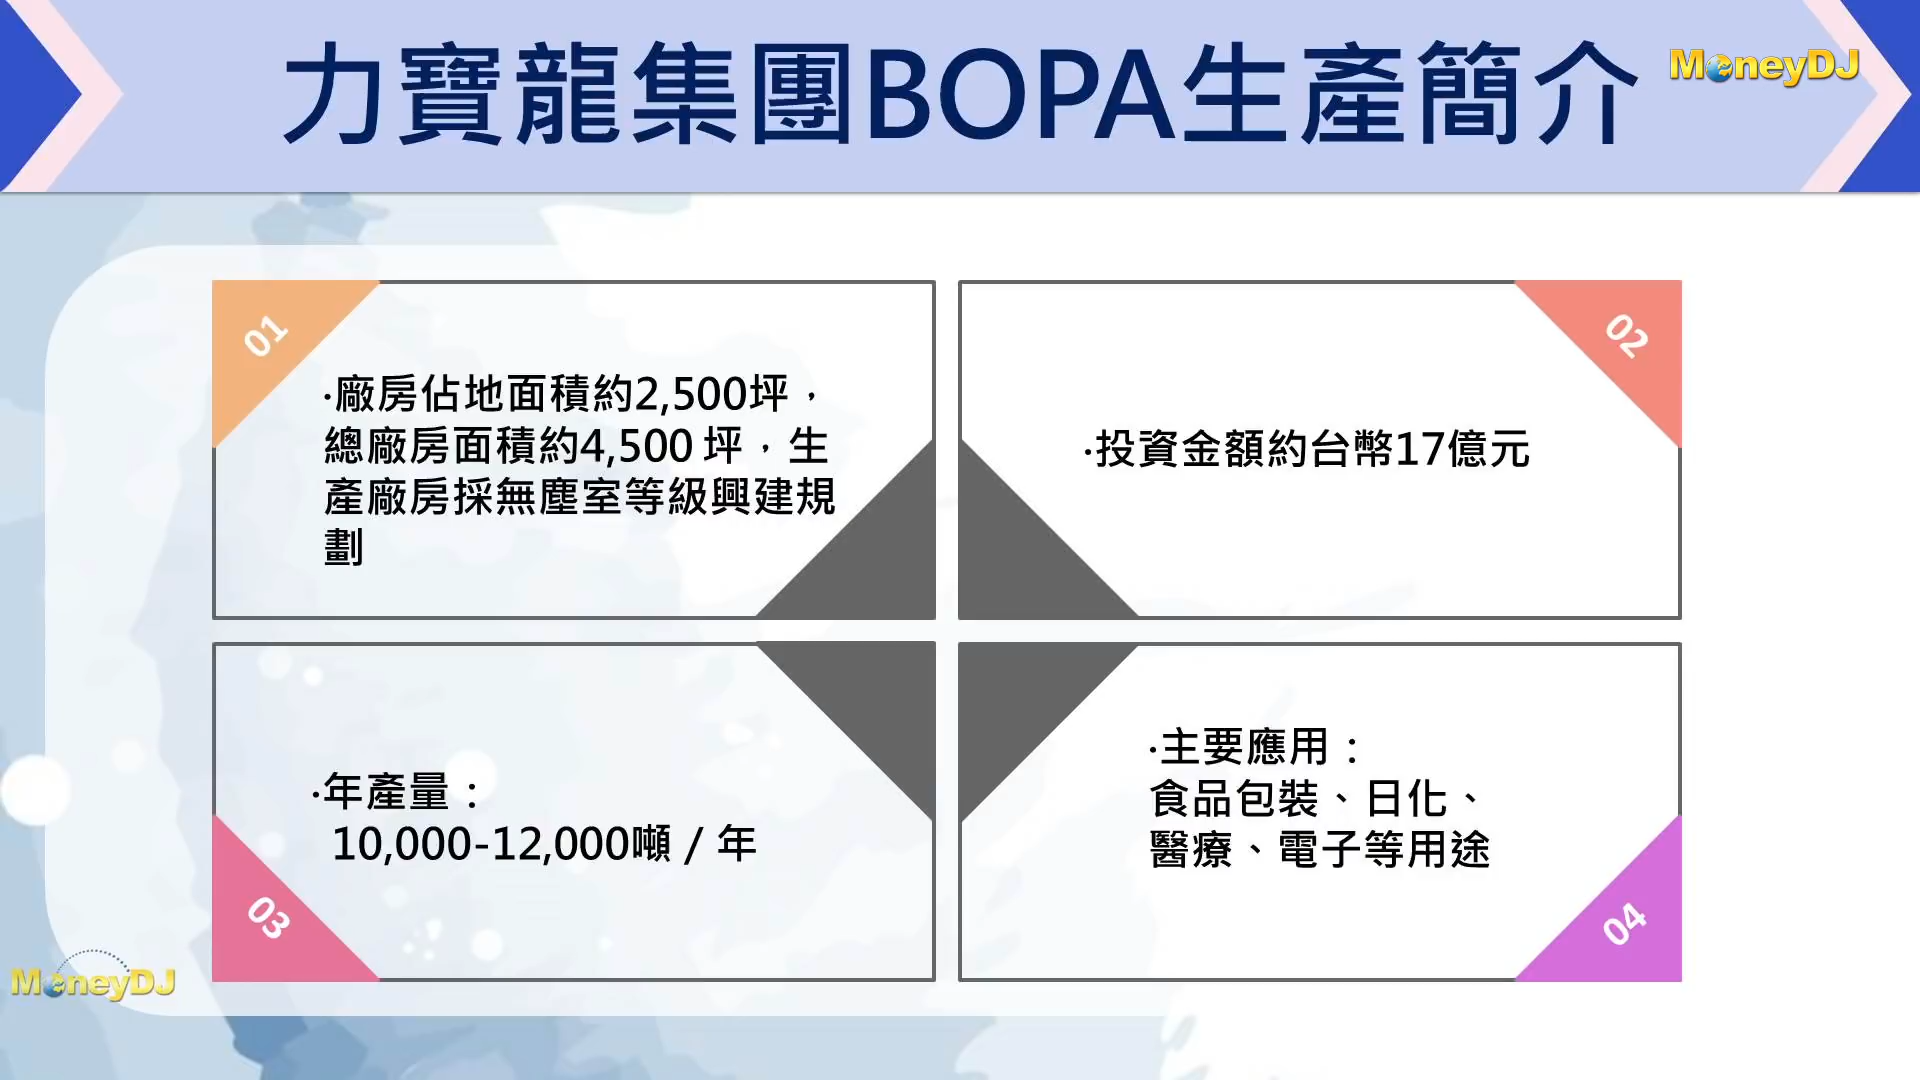 力寶龍集團BOPA生產簡介
MoneyDJ
01
·廠房佔地面積約2,500坪，
總廠房面積約4,500 坪，生
產廠房採無塵室等級興建規
劃
02
·投資金額約台幣17億元
·年產量：
10,000-12,000噸 / 年
03
·主要應用：
食品包裝、日化、
醫療、電子等用途
04
MoneyDJ